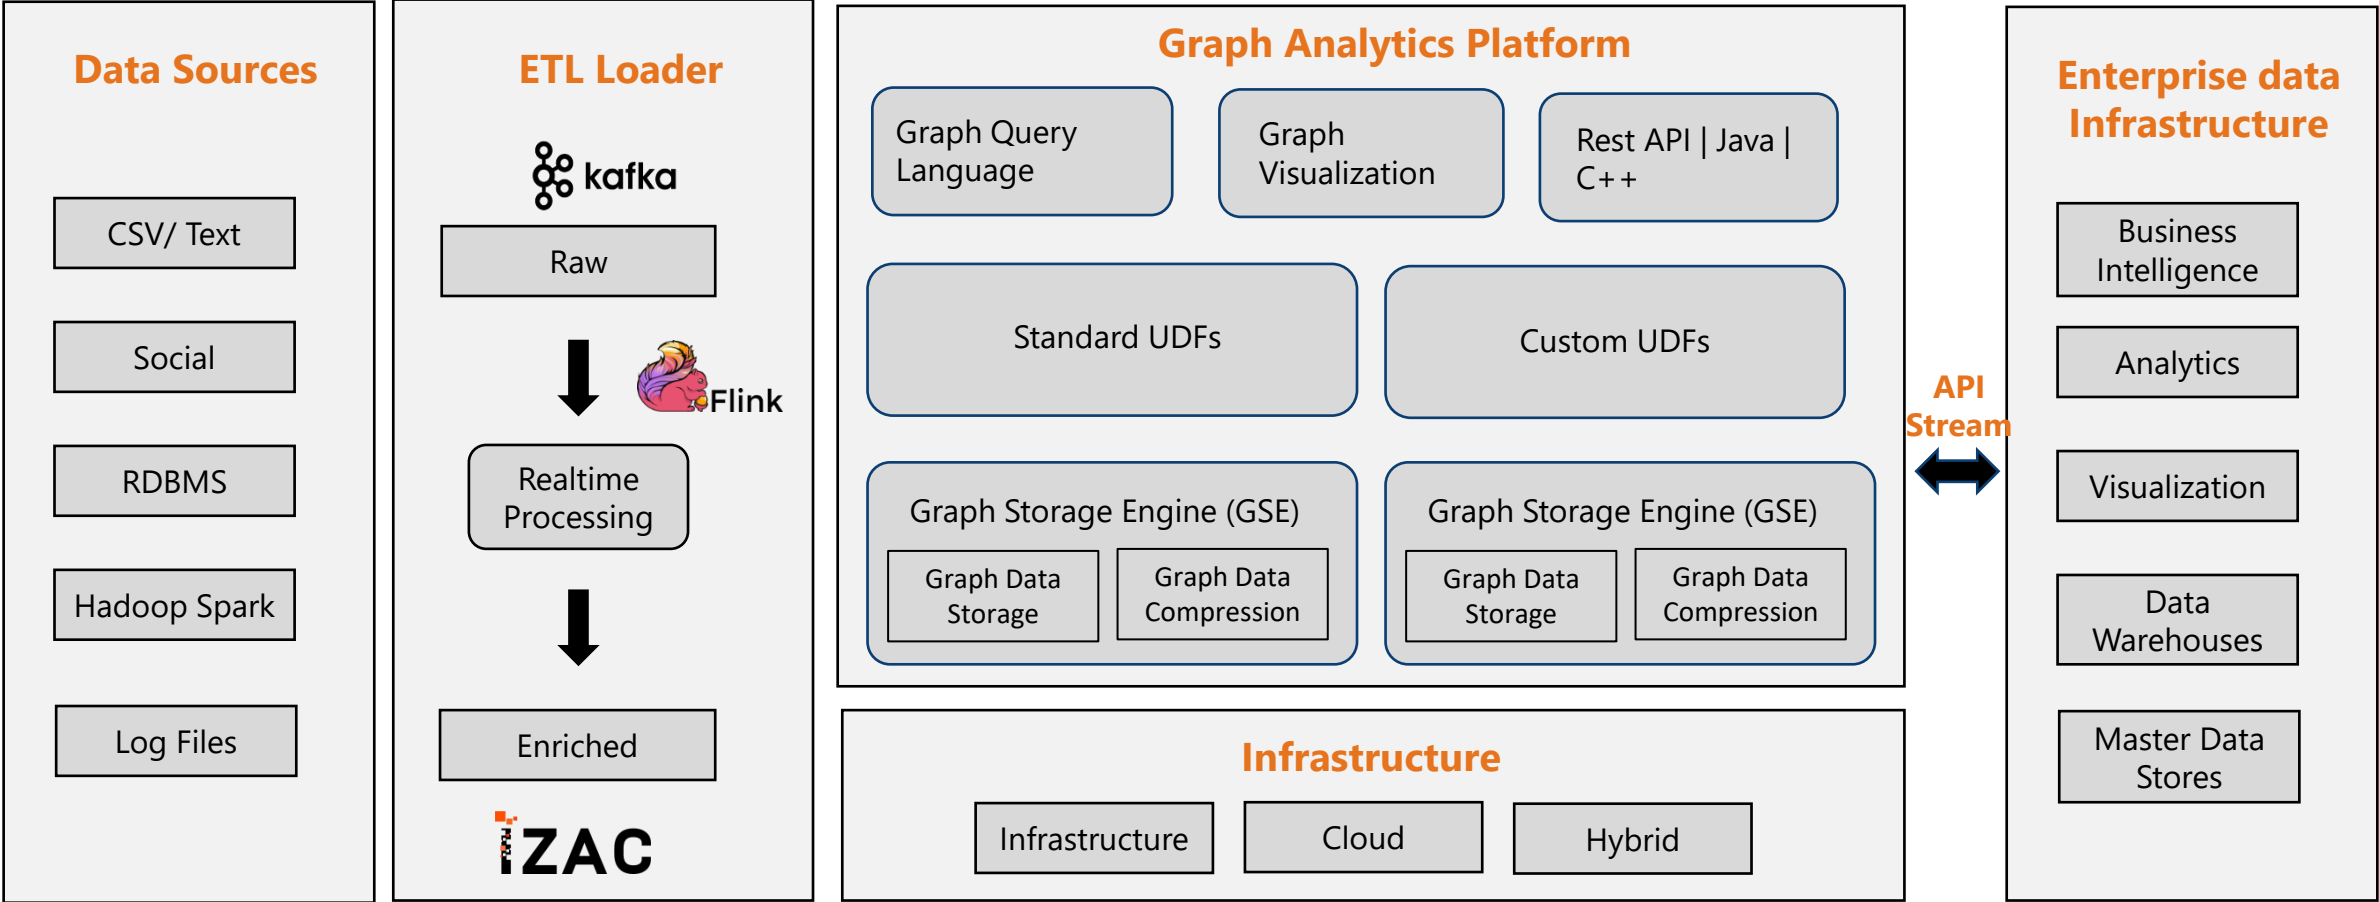 Data Sources
CSV/ Text
Social
RDBMS
Hadoop Spark
Log Files
ETL Loader
kafka
Raw
Flink
Realtime
Processing
Enriched
iZAC
Graph Analytics Platform
Graph Query
Language
Graph
Visualization
Rest API | Java |
C++
Standard UDFs
Custom UDFs
Graph Storage Engine (GSE)
Graph Data
Storage
Graph Data
Compression
Graph Storage Engine (GSE)
Graph Data
Storage
Graph Data
Compression
Infrastructure
Infrastructure
Cloud
Hybrid
API
Stream
Enterprise data
Infrastructure
Business
Intelligence
Analytics
Visualization
Data
Warehouses
Master Data
Stores